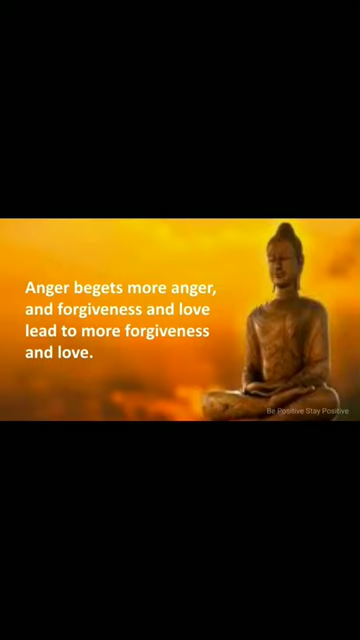 Anger begets more anger,
and forgiveness and love
lead to more forgiveness
and love.
Be Positive Stay Positive